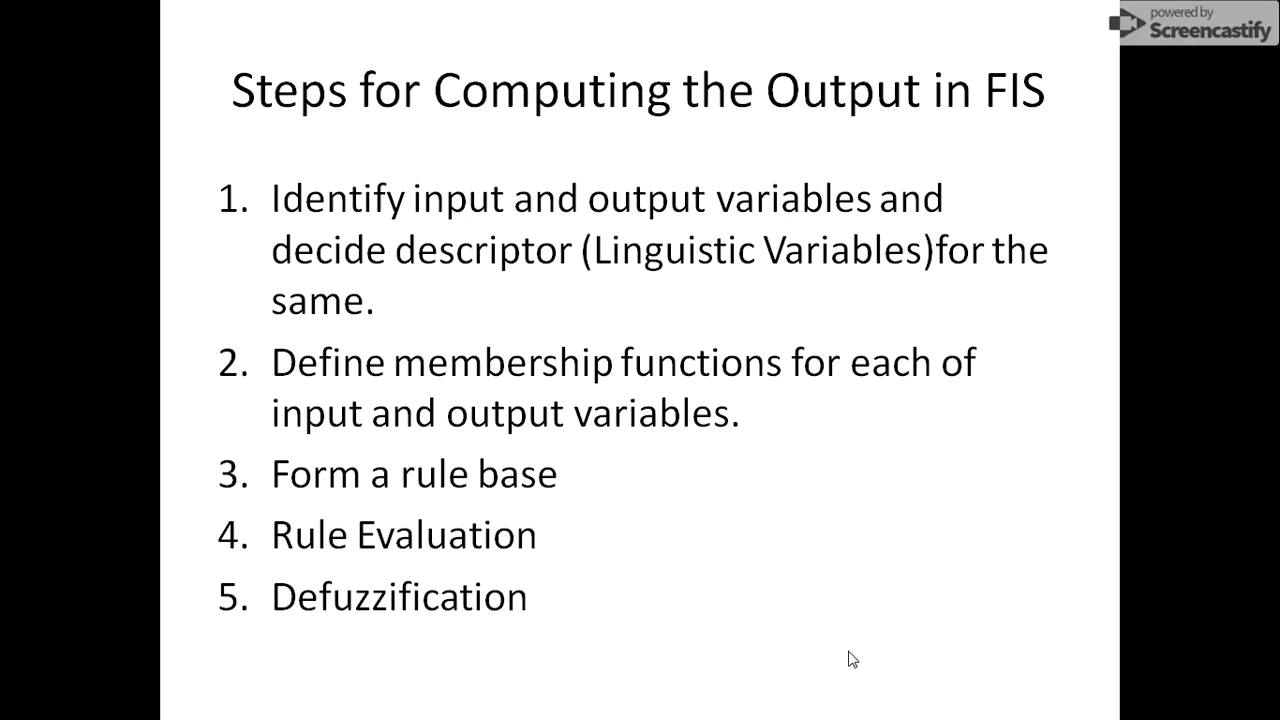 powered by
Screencastify
Steps for Computing the Output in FIS
1. Identify input and output variables and
decide descriptor (Linguistic Variables)for the
same.
2. Define membership functions for each of
input and output variables.
3. Form a rule base
4. Rule Evaluation
5. Defuzzification